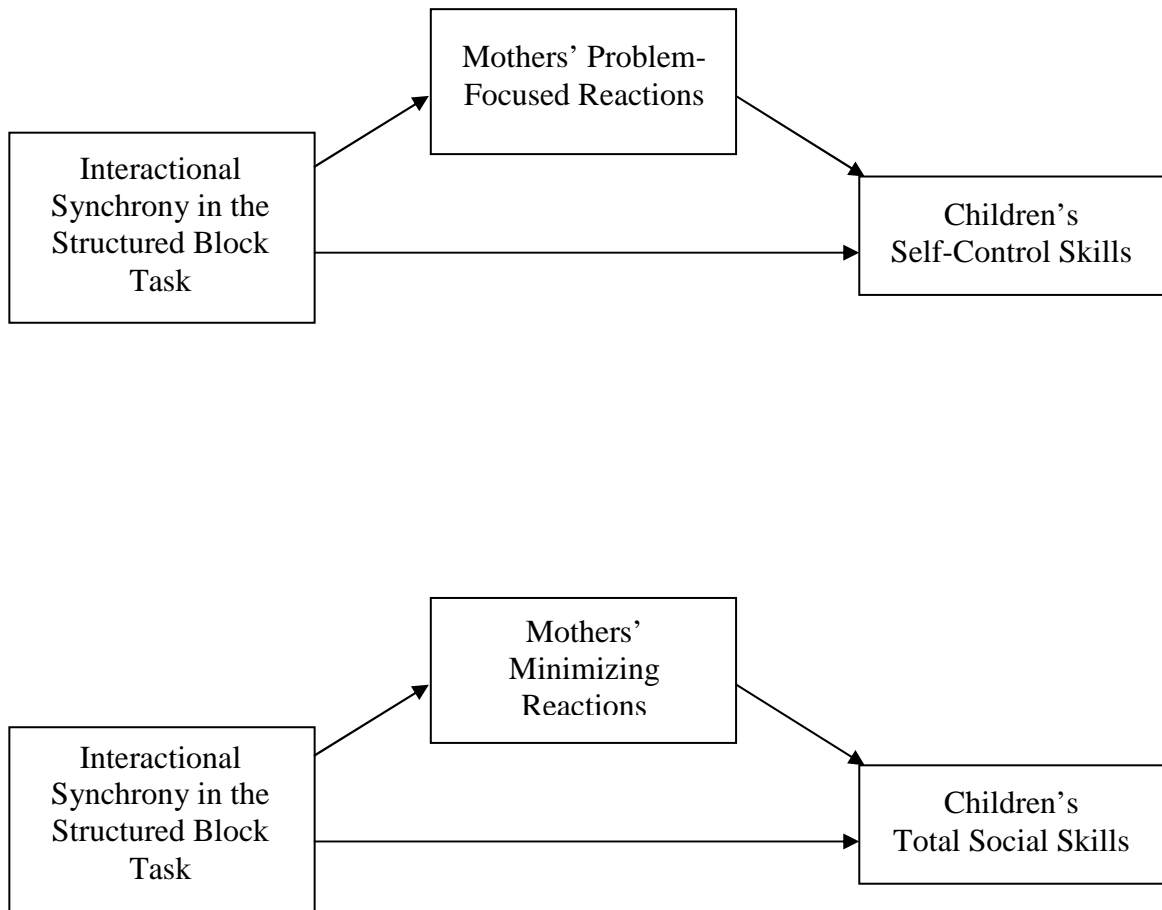 Mothers’ Problem-
Focused Reactions
Interactional
Synchrony in the
Structured Block
Task
Children’s
Self-Control Skills
Mothers’
Minimizing
Reactions
Interactional
Synchrony in the
Structured Block
Task
Children’s
Total Social Skills